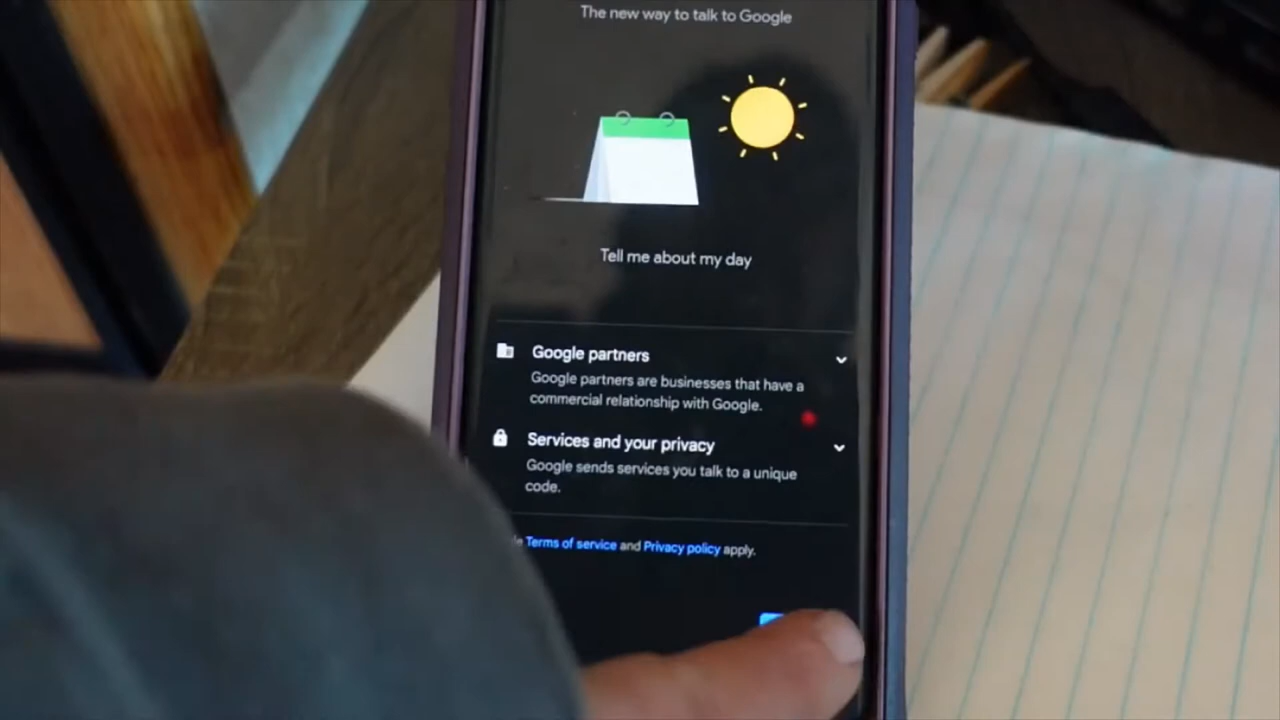 The new way to talk to Google
Tell me about my day
Google partners
Google partners are businesses that have a
commercial relationship with Google.
Services and your privacy
Google sends services you talk to a unique
code.
Terms of service and Privacy policy apply.